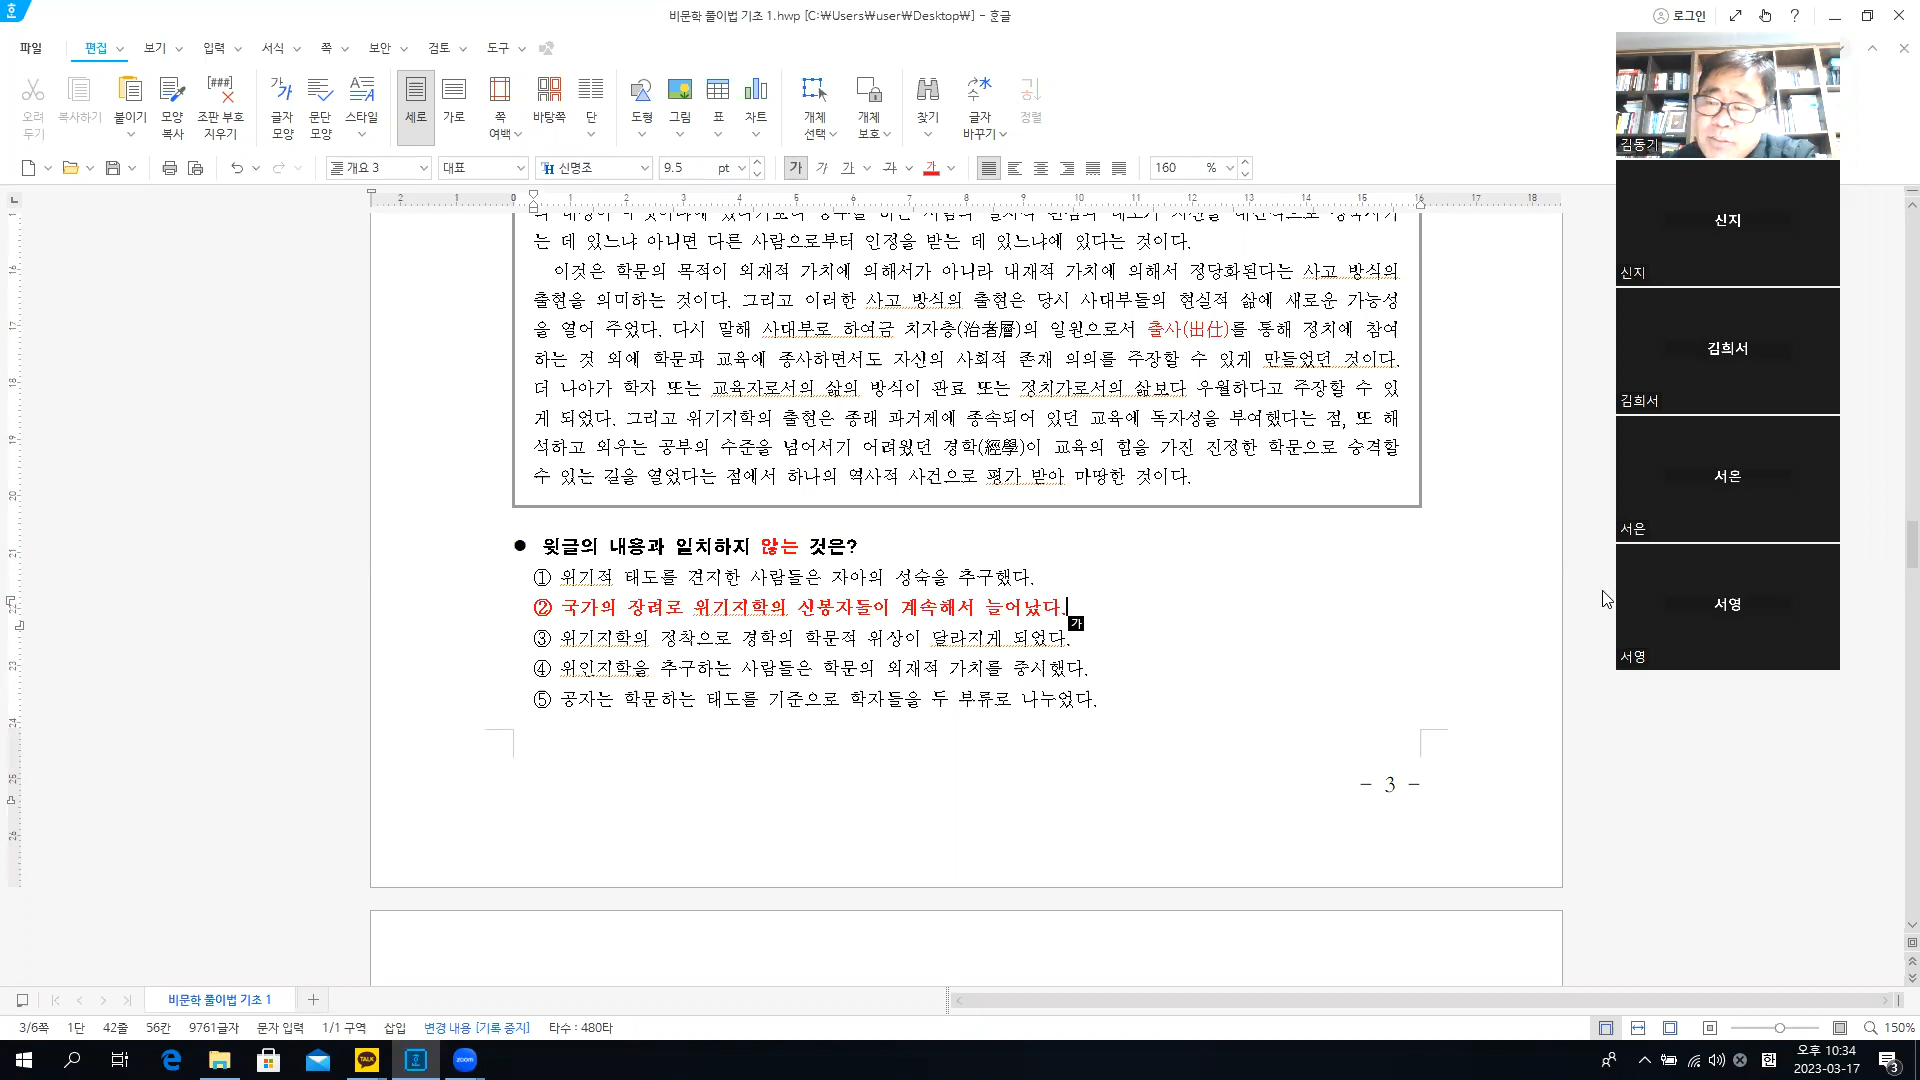 비문학 풀이법 기초 1.hwp [C:\Users\user\Desktop\] - 훈글
로그인
파일 편집 보기 입력 서식 쪽 보안 검토 도구
오려 두기
복사하기
붙이기
모양 복사
조판 부호 지우기
글자 모양
문단 모양
스타일
세로
가로
쪽 여백
바탕쪽
단
도형
그림
표
차트
개체 선택
개체 보호
찾기
글자 바꾸기
정렬
개요 3 대표 신명조 9.5 pt 가 가 가 가 가 160 %
는 데 있느냐 아니면 다른 사람으로부터 인정을 받는 데 있느냐에 있다는 것이다.
이것은 학문의 목적이 외재적 가치에 의해서가 아니라 내재적 가치에 의해서 정당화된다는 사고 방식의
출현을 의미하는 것이다. 그리고 이러한 사고 방식의 출현은 당시 사대부들의 현실적 삶에 새로운 가능성
을 열어 주었다. 다시 말해 사대부로 하여금 치자층(治者層)의 일원으로서 출사(出仕)를 통해 정치에 참여
하는 것 외에 학문과 교육에 종사하면서도 자신의 사회적 존재 의의를 주장할 수 있게 만들었던 것이다.
더 나아가 학자 또는 교육자로서의 삶의 방식이 관료 또는 정치가로서의 삶보다 우월하다고 주장할 수 있
게 되었다. 그리고 위기지학의 출현은 종래 과거제에 종속되어 있던 교육에 독자성을 부여했다는 점, 또 해
석하고 외우는 공부의 수준을 넘어서기 어려웠던 경학(經學)이 교육의 힘을 가진 진정한 학문으로 승격할
수 있는 길을 열었다는 점에서 하나의 역사적 사건으로 평가 받아 마땅한 것이다.
● 윗글의 내용과 일치하지 않는 것은?
① 위기적 태도를 견지한 사람들은 자아의 성숙을 추구했다.
② 국가의 장려로 위기지학의 신봉자들이 계속해서 늘어났다.
가
③ 위기지학의 정착으로 경학의 학문적 위상이 달라지게 되었다.
④ 위인지학을 추구하는 사람들은 학문의 외재적 가치를 중시했다.
⑤ 공자는 학문하는 태도를 기준으로 학자들을 두 부류로 나누었다.
- 3 -
김동기
신지
신지
김희서
김희서
서은
서은
서영
서영
비문학 풀이법 기초 1
3/6쪽 1단 42줄 56칸 9761글자 문자 입력 1/1 구역 삽입 변경 내용 [기록 중지] 타수 : 480타
150%
TALK
zoom
한
오후 10:34
2023-03-17
3